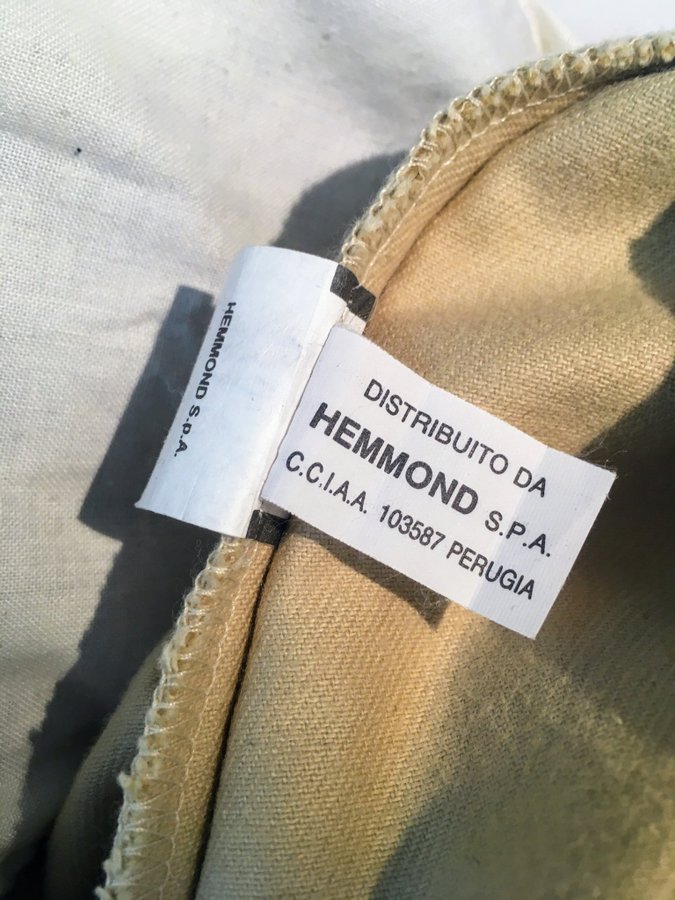 HEMMOND S.p.A.
DISTRIBUITO DA
HEMMOND S.P.A.
C.C.I.A.A. 103587 PERUGIA